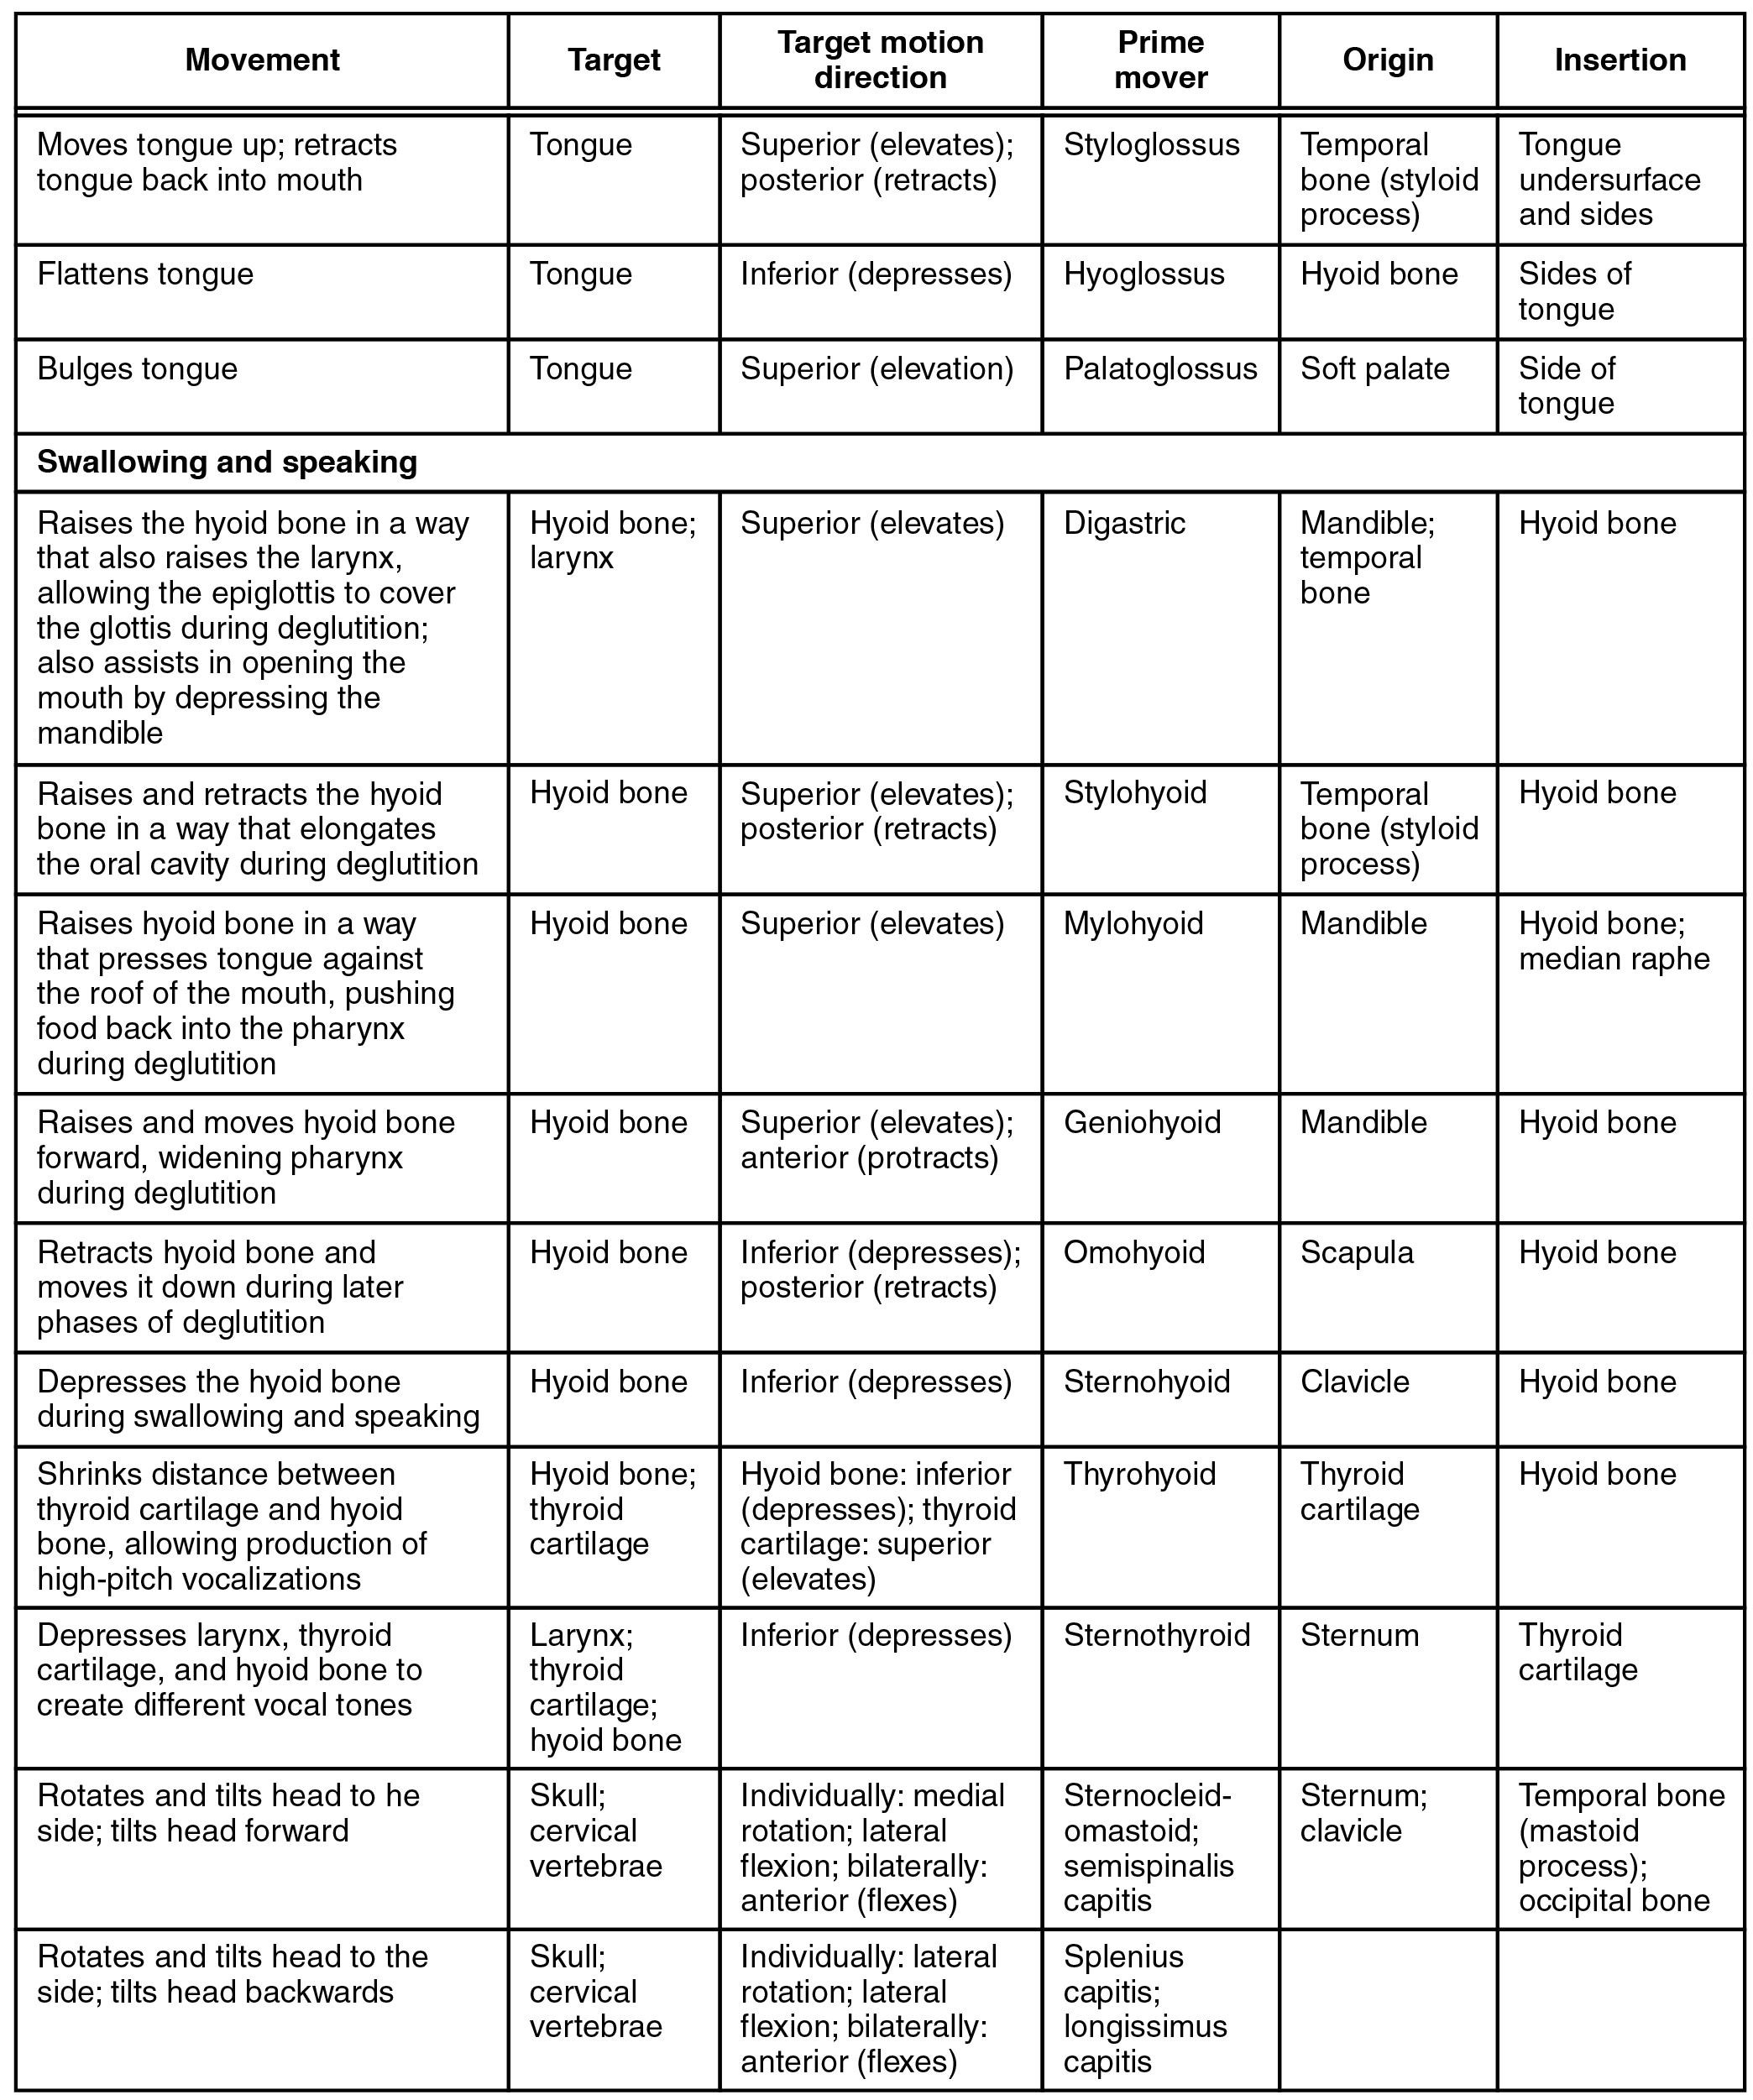 Movement
Target
Target motion
direction
Prime
mover
Origin
Insertion
Moves tongue up; retracts
tongue back into mouth
Tongue
Superior (elevates);
posterior (retracts)
Styloglossus
Temporal
bone (styloid
process)
Tongue
undersurface
and sides
Flattens tongue
Tongue
Inferior (depresses)
Hyoglossus
Hyoid bone
Sides of
tongue
Bulges tongue
Tongue
Superior (elevation)
Palatoglossus
Soft palate
Side of
tongue
Swallowing and speaking
Raises the hyoid bone in a way
that also raises the larynx,
allowing the epiglottis to cover
the glottis during deglutition;
also assists in opening the
mouth by depressing the
mandible
Hyoid bone;
larynx
Superior (elevates)
Digastric
Mandible;
temporal
bone
Hyoid bone
Raises and retracts the hyoid
bone in a way that elongates
the oral cavity during deglutition
Hyoid bone
Superior (elevates);
posterior (retracts)
Stylohyoid
Temporal
bone (styloid
process)
Hyoid bone
Raises hyoid bone in a way
that presses tongue against
the roof of the mouth, pushing
food back into the pharynx
during deglutition
Hyoid bone
Superior (elevates)
Mylohyoid
Mandible
Hyoid bone;
median raphe
Raises and moves hyoid bone
forward, widening pharynx
during deglutition
Hyoid bone
Superior (elevates);
anterior (protracts)
Geniohyoid
Mandible
Hyoid bone
Retracts hyoid bone and
moves it down during later
phases of deglutition
Hyoid bone
Inferior (depresses);
posterior (retracts)
Omohyoid
Scapula
Hyoid bone
Depresses the hyoid bone
during swallowing and speaking
Hyoid bone
Inferior (depresses)
Sternohyoid
Clavicle
Hyoid bone
Shrinks distance between
thyroid cartilage and hyoid
bone, allowing production of
high-pitch vocalizations
Hyoid bone;
thyroid
cartilage
Hyoid bone: inferior
(depresses); thyroid
cartilage: superior
(elevates)
Thyrohyoid
Thyroid
cartilage
Hyoid bone
Depresses larynx, thyroid
cartilage, and hyoid bone to
create different vocal tones
Larynx;
thyroid
cartilage;
hyoid bone
Inferior (depresses)
Sternothyroid
Sternum
Thyroid
cartilage
Rotates and tilts head to he
side; tilts head forward
Skull;
cervical
vertebrae
Individually: medial
rotation; lateral
flexion; bilaterally:
anterior (flexes)
Sternocleid-
omastoid;
semispinalis
capitis
Sternum;
clavicle
Temporal bone
(mastoid
process);
occipital bone
Rotates and tilts head to the
side; tilts head backwards
Skull;
cervical
vertebrae
Individually: lateral
rotation; lateral
flexion; bilaterally:
anterior (flexes)
Splenius
capitis;
longissimus
capitis